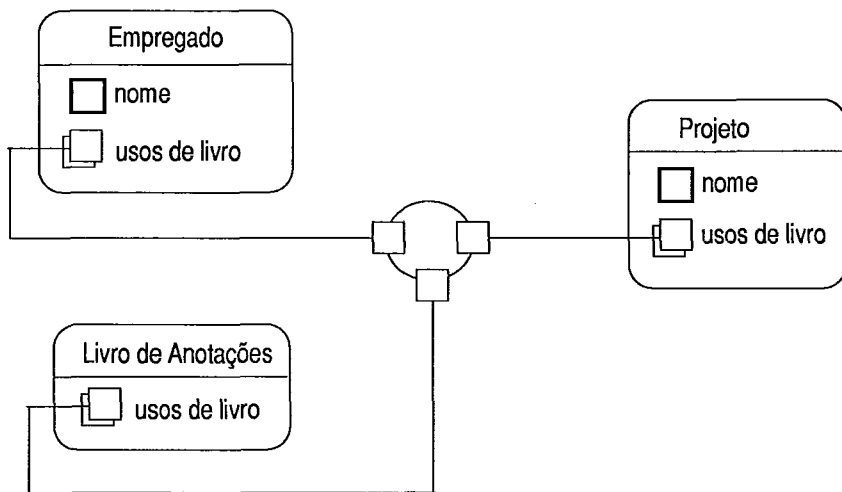 Empregado
nome
usos de livro
Projeto
nome
usos de livro
Livro de Anotações
usos de livro